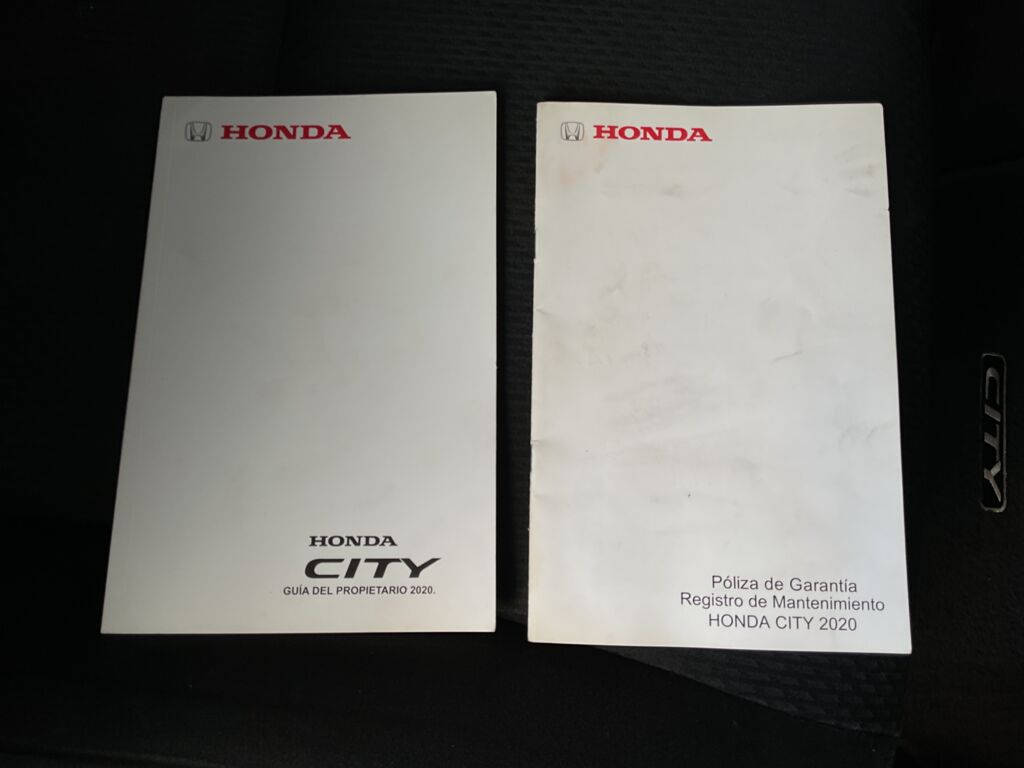 HONDA
HONDA
CITY
GUÍA DEL PROPIETARIO 2020.
HONDA
Póliza de Garantía
Registro de Mantenimiento
HONDA CITY 2020
CITY